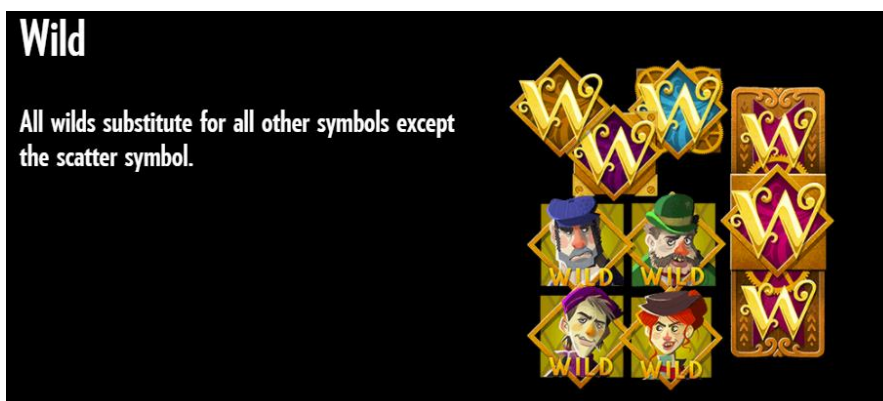 Wild
All wilds substitute for all other symbols except
the scatter symbol.
W W
W
W
W
W
WILD WILD
WILD WILD